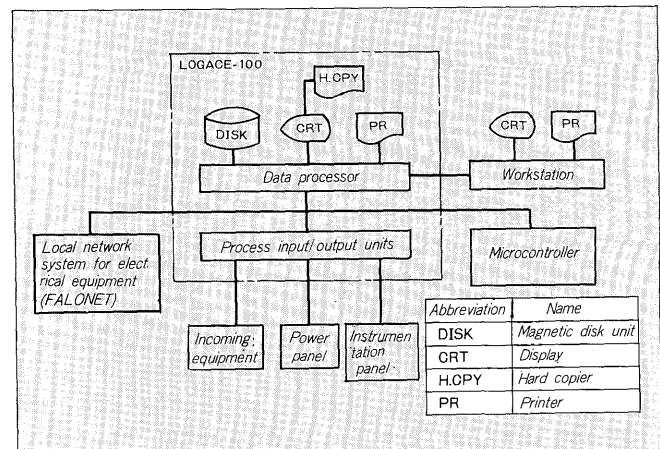 LOGACE-100
H.CPY
DISK
CRT
PR
CRT
PR
Data processor
Workstation
Local network
system for elect
rical equipment
(FALONET)
Process input/output units
Microcontroller
Incoming
equipment
Power
panel
Instrumen
tation
panel
Abbreviation Name
DISK Magnetic disk unit
CRT Display
H.CPY Hard copier
PR Printer